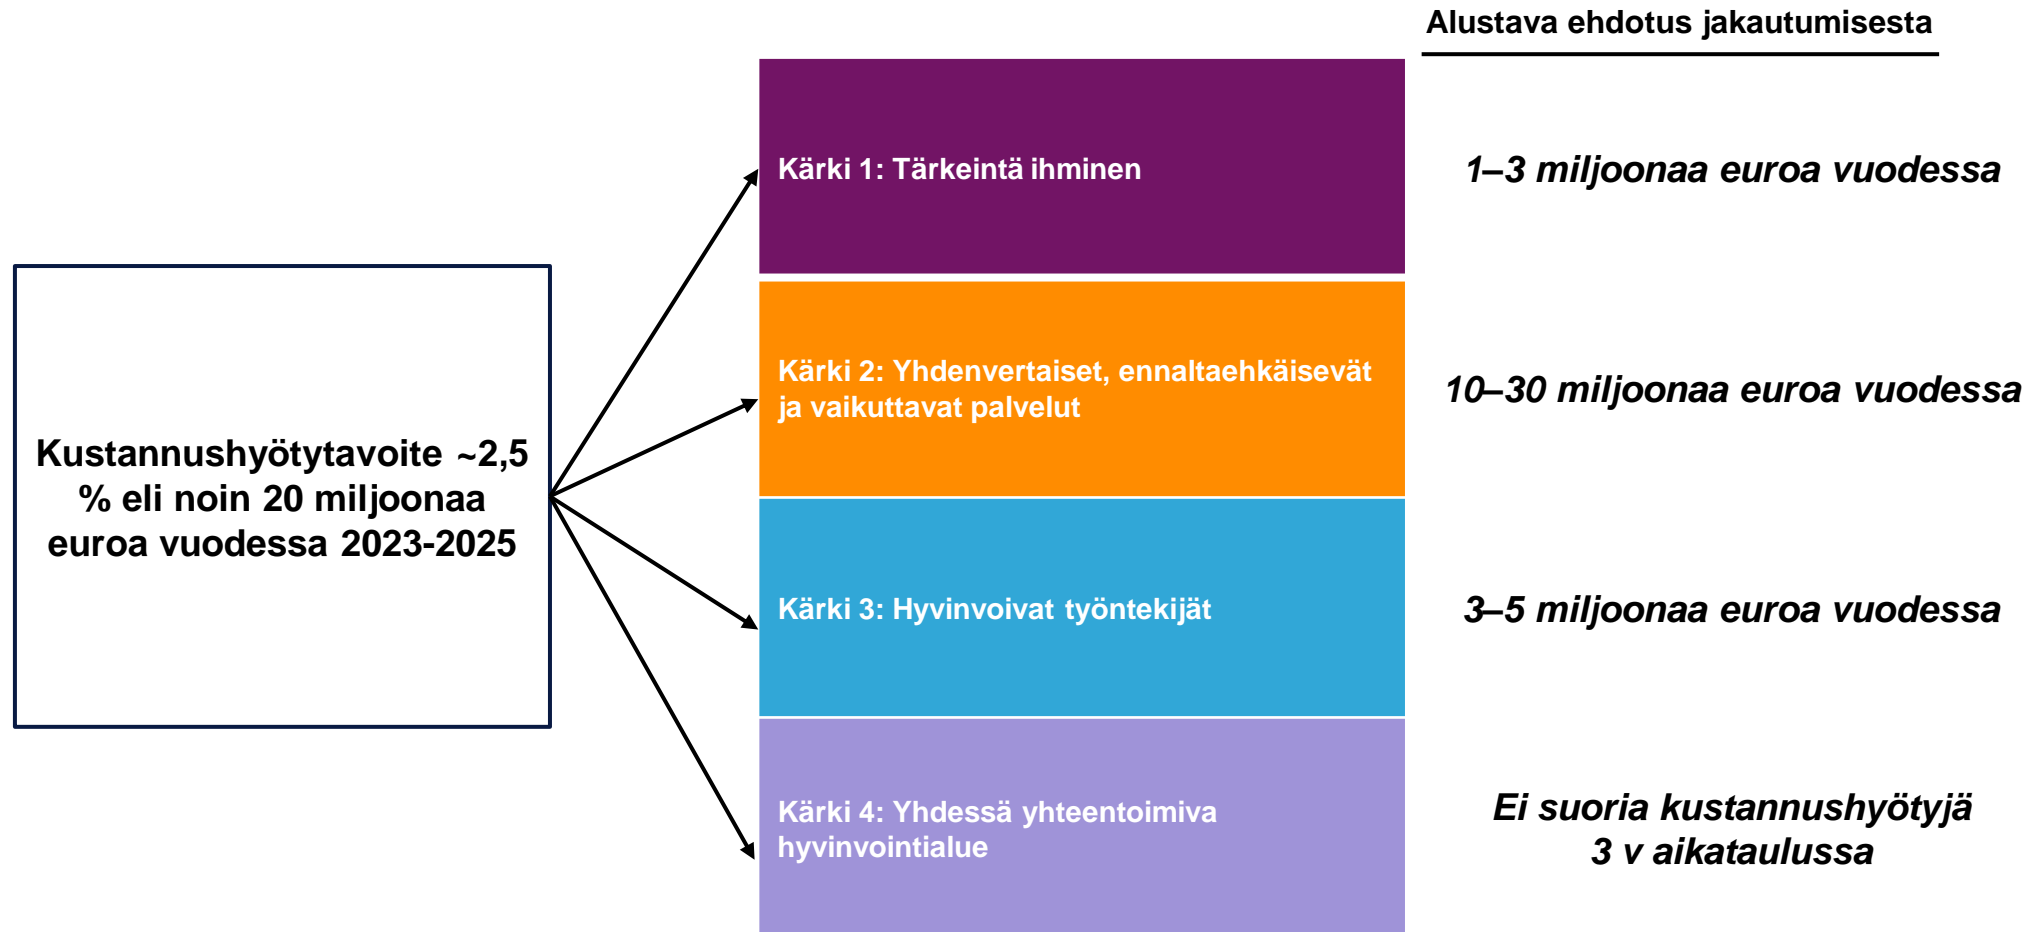 Alustava ehdotus jakautumisesta
Kustannushyötytavoite ~2,5
% eli noin 20 miljoonaa
euroa vuodessa 2023-2025
Kärki 1: Tärkeintä ihminen
1–3 miljoonaa euroa vuodessa
Kärki 2: Yhdenvertaiset, ennaltaehkäisevät
ja vaikuttavat palvelut
10–30 miljoonaa euroa vuodessa
Kärki 3: Hyvinvoivat työntekijät
3–5 miljoonaa euroa vuodessa
Kärki 4: Yhdessä yhteentoimiva
hyvinvointialue
Ei suoria kustannushyötyjä
3 v aikataulussa